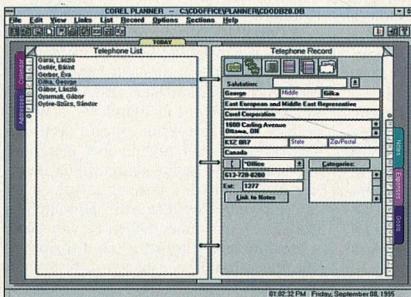 COREL PLANNER - C:\CDOFFICE\PLANNER\CDODB20.DB
File Edit View Links List Record Options Sections Help
TODAY
Telephone List
Garai, László
Gellér, Bálint
Gerber, Éva
Gilka, George
Gábor, László
Gyarmati, Gábor
Győre-Szűcs, Sándor
Calendar
Addresses
Telephone Record
Salutation:
George Middle Gilka
East European and Middle East Representive
Corel Corporation
1600 Carling Avenue
Ottawa, ON
K1Z 8R7 State Zip/Postal
Canada
( *Office Categories:
613-728-8200
Ext: 1277
Link to Notes
Notes
Expenses
Goals
01:02:32 PM Friday, September 08, 1995